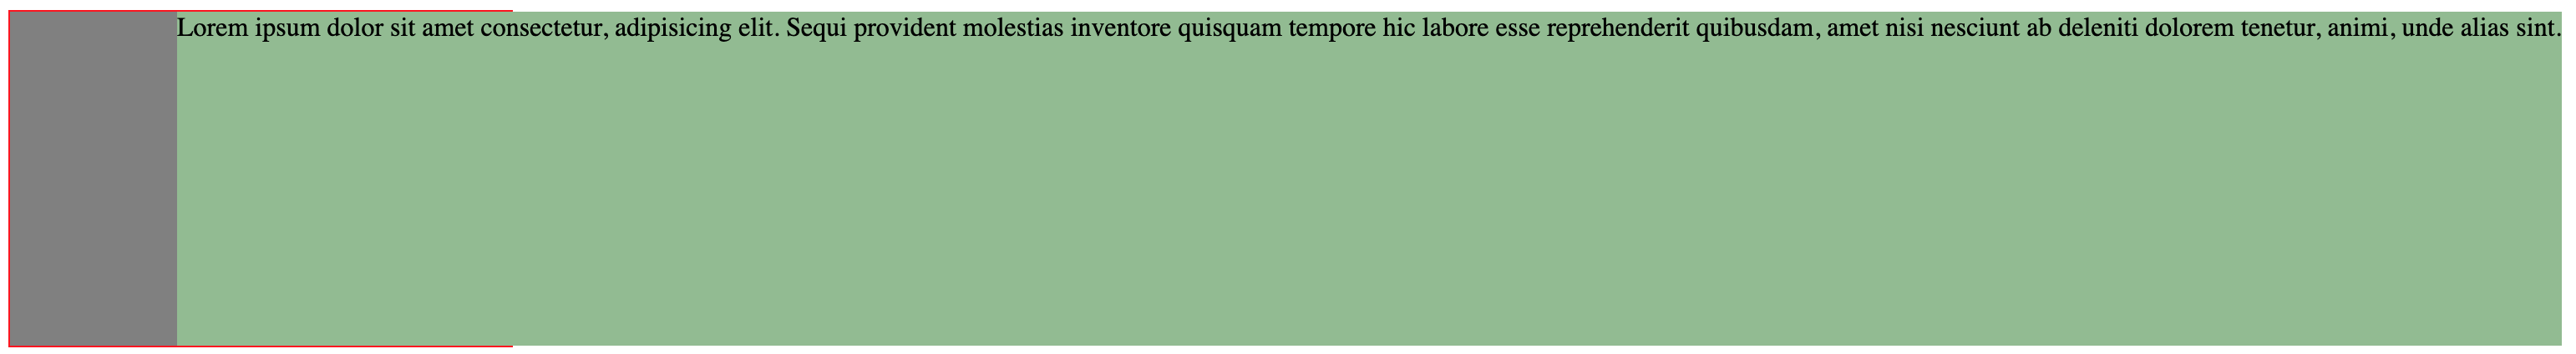 Lorem ipsum dolor sit amet consectetur, adipisicing elit. Sequi provident molestias inventore quisquam tempore hic labore esse reprehenderit quibusdam, amet nisi nesciunt ab deleniti dolorem tenetur, animi, unde alias sint.